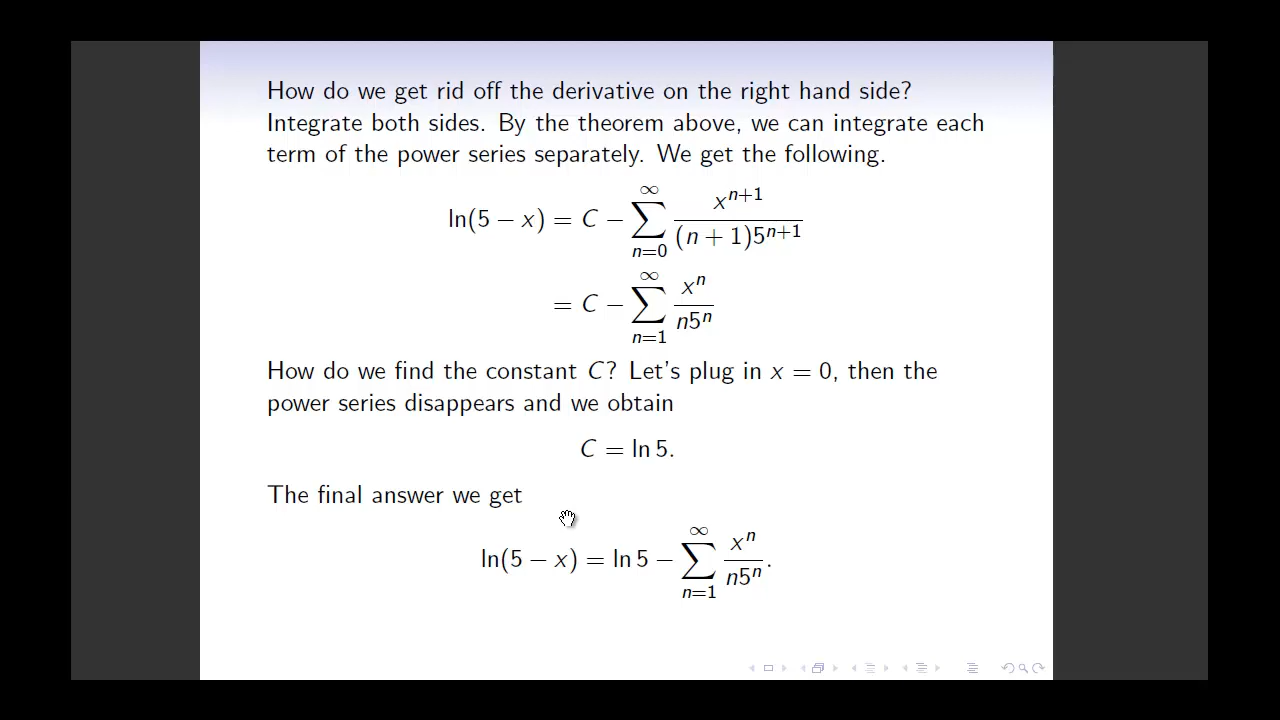 How do we get rid off the derivative on the right hand side?
Integrate both sides. By the theorem above, we can integrate each
term of the power series separately. We get the following.
ln(5 − x) = C − ∑_{n=0}^{∞} x^{n+1} / (n + 1)5^{n+1}
= C − ∑_{n=1}^{∞} x^n / n5^n
How do we find the constant C? Let's plug in x = 0, then the
power series disappears and we obtain
C = ln 5.
The final answer we get
ln(5 − x) = ln 5 − ∑_{n=1}^{∞} x^n / n5^n.